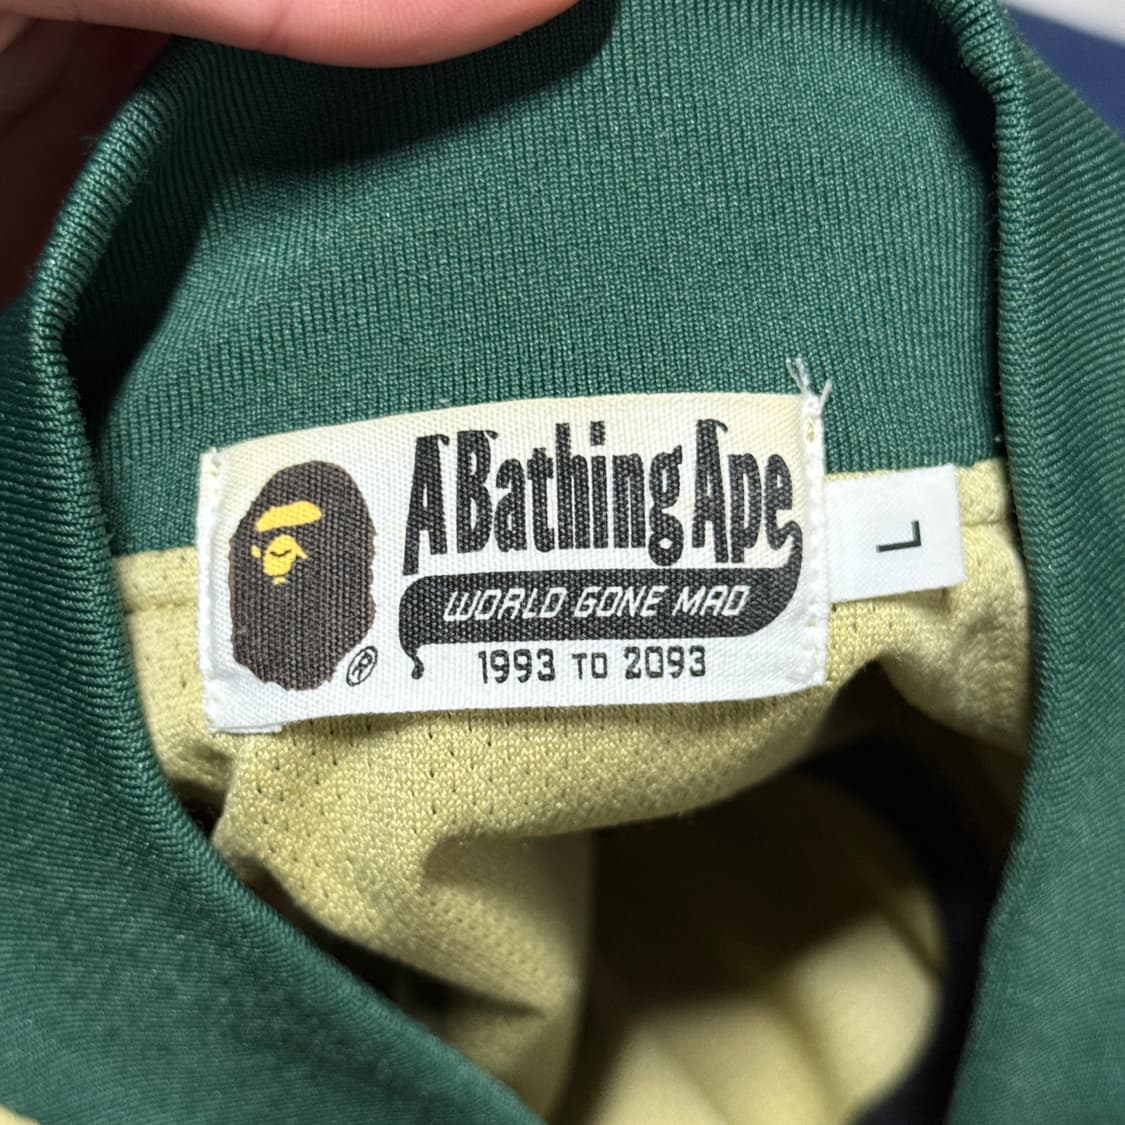 A Bathing Ape
WORLD GONE MAD
1993 TO 2093
®
L